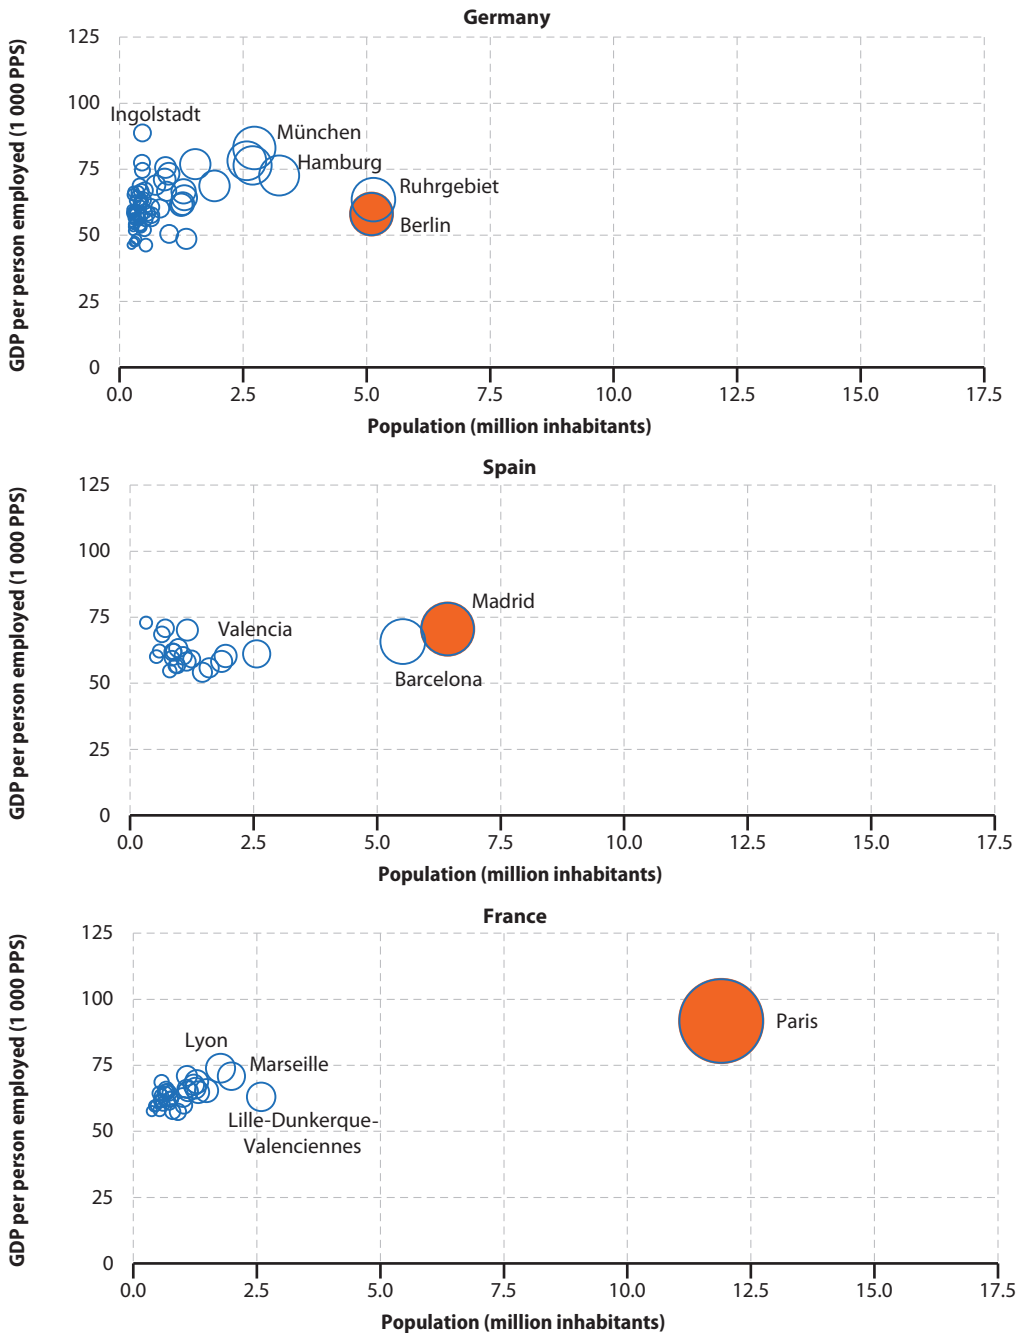 Germany
GDP per person employed (1 000 PPS)
125
100
75
50
25
0
Ingolstadt
München
Hamburg
Ruhrgebiet
Berlin
0.0 2.5 5.0 7.5 10.0 12.5 15.0 17.5
Population (million inhabitants)
Spain
GDP per person employed (1 000 PPS)
125
100
75
50
25
0
Madrid
Valencia
Barcelona
0.0 2.5 5.0 7.5 10.0 12.5 15.0 17.5
Population (million inhabitants)
France
GDP per person employed (1 000 PPS)
125
100
75
50
25
0
Paris
Lyon
Marseille
Lille-Dunkerque-
Valenciennes
0.0 2.5 5.0 7.5 10.0 12.5 15.0 17.5
Population (million inhabitants)